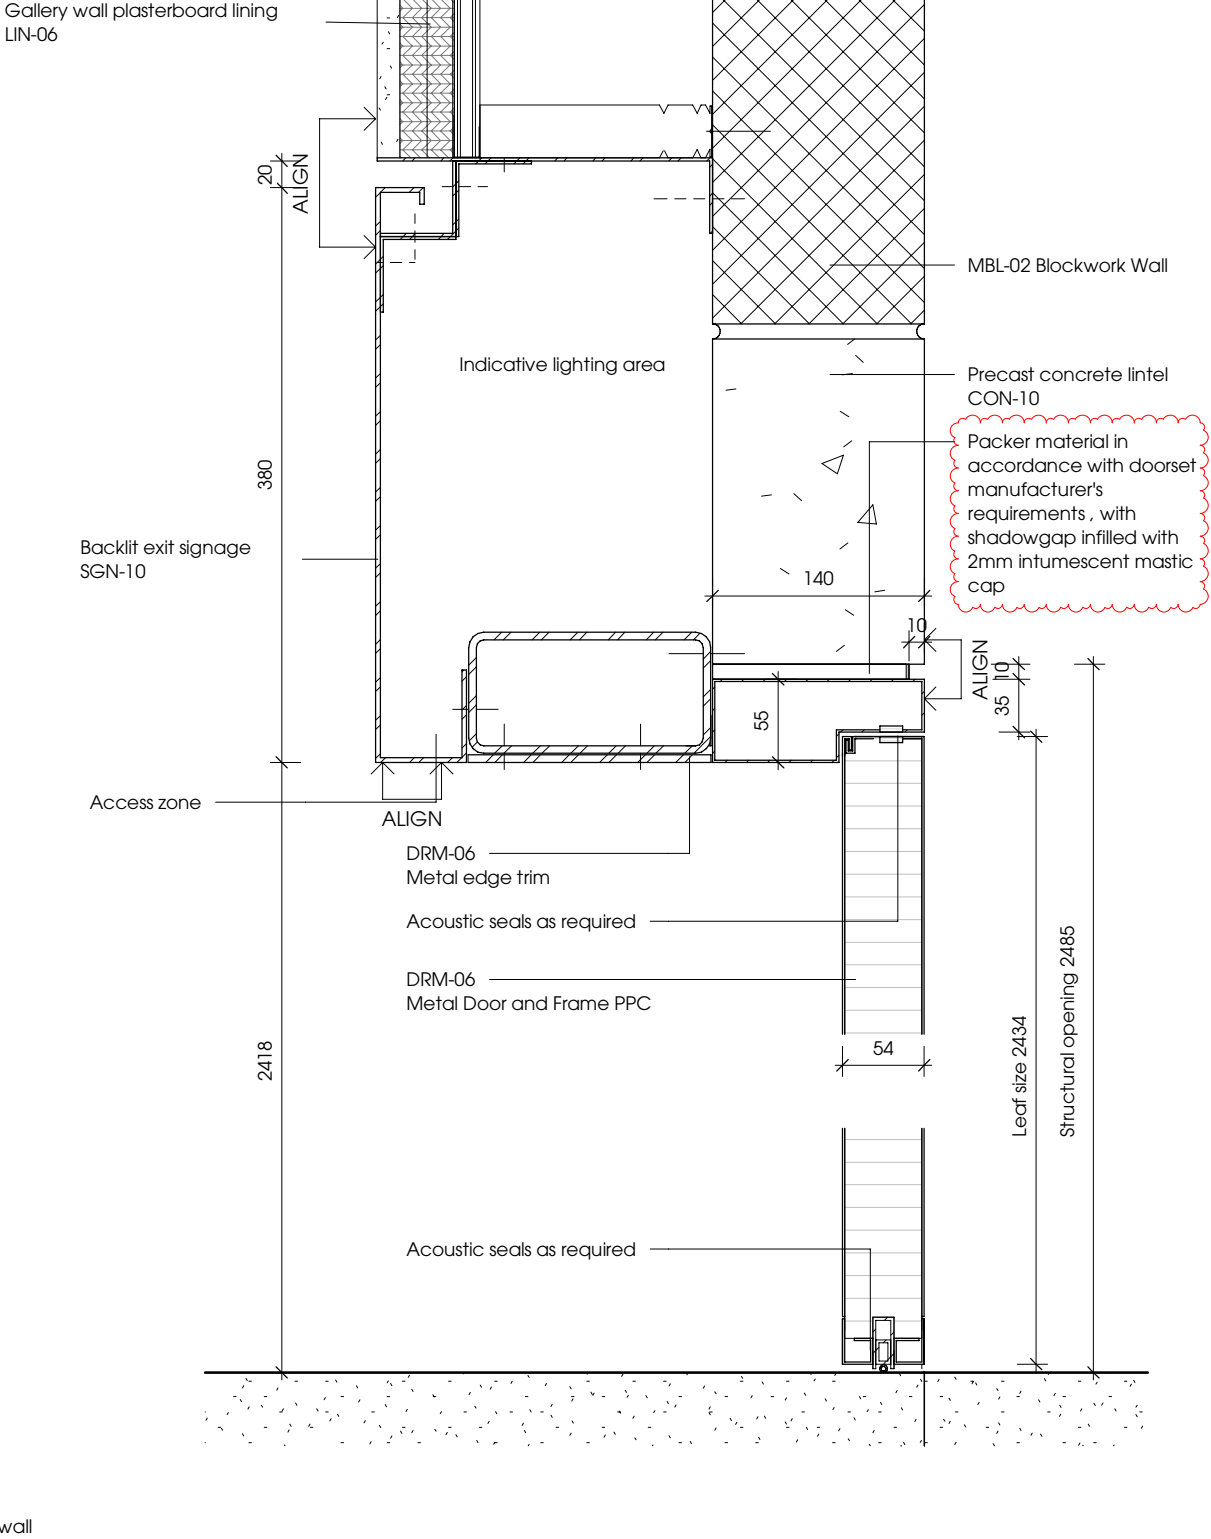 Gallery wall plasterboard lining
LIN-06
20
ALIGN
MBL-02 Blockwork Wall
Indicative lighting area
Precast concrete lintel
CON-10
Packer material in
accordance with doorset
manufacturer's
requirements , with
shadowgap infilled with
2mm intumescent mastic
cap
380
Backlit exit signage
SGN-10
140
10
ALIGN
10
35
55
Access zone
ALIGN
DRM-06
Metal edge trim
Acoustic seals as required
DRM-06
Metal Door and Frame PPC
2418
54
Leaf size 2434
Structural opening 2485
Acoustic seals as required
wall